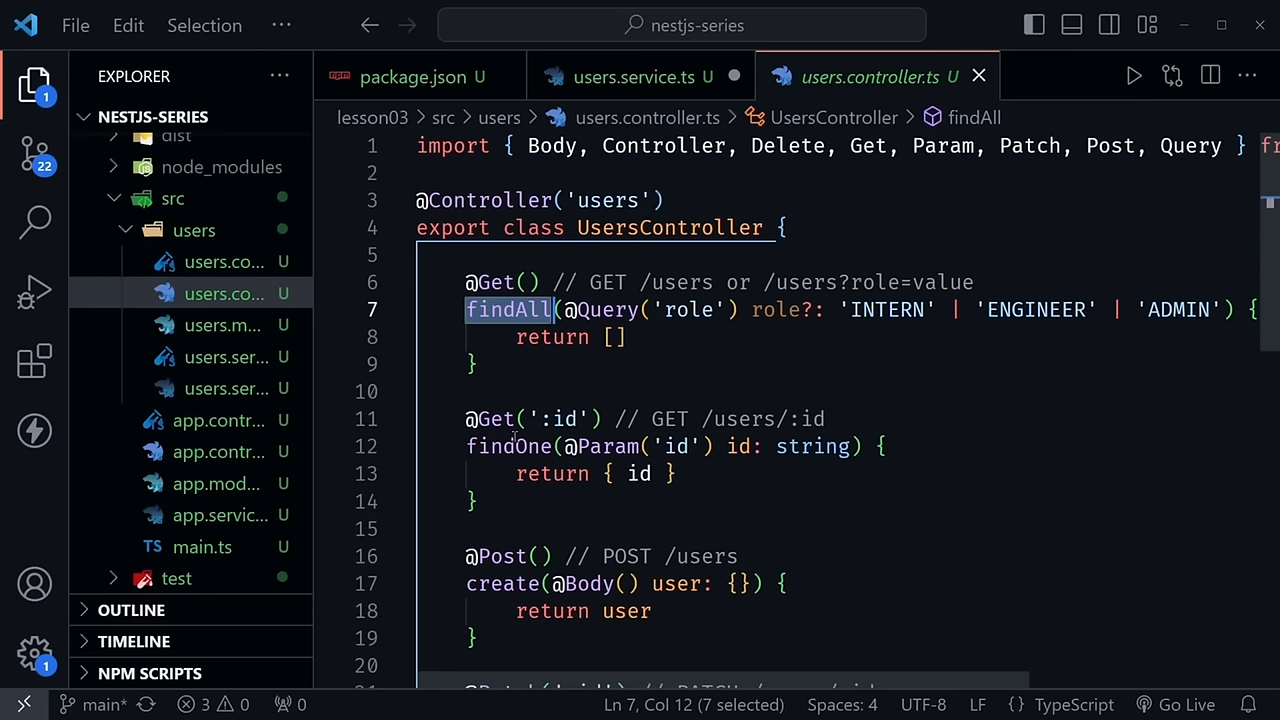 File Edit Selection ··· nestjs-series
EXPLORER ···
NESTJS-SERIES
dist
node_modules
src
users
users.co... U
users.co... U
users.m... U
users.ser... U
users.ser... U
app.contr... U
app.contr... U
app.mod... U
app.servic... U
TS main.ts U
test
OUTLINE
TIMELINE
NPM SCRIPTS
1
22
1
package.json U users.service.ts U users.controller.ts U
lesson03 > src > users > users.controller.ts > UsersController > findAll
1 import { Body, Controller, Delete, Get, Param, Patch, Post, Query } fr
2
3 @Controller('users')
4 export class UsersController {
5
6 @Get() // GET /users or /users?role=value
7 findAll(@Query('role') role?: 'INTERN' | 'ENGINEER' | 'ADMIN') {
8 return []
9 }
10
11 @Get(':id') // GET /users/:id
12 findOne(@Param('id') id: string) {
13 return { id }
14 }
15
16 @Post() // POST /users
17 create(@Body() user: {}) {
18 return user
19 }
20
main* 3 0 0 Ln 7, Col 12 (7 selected) Spaces: 4 UTF-8 LF {} TypeScript Go Live